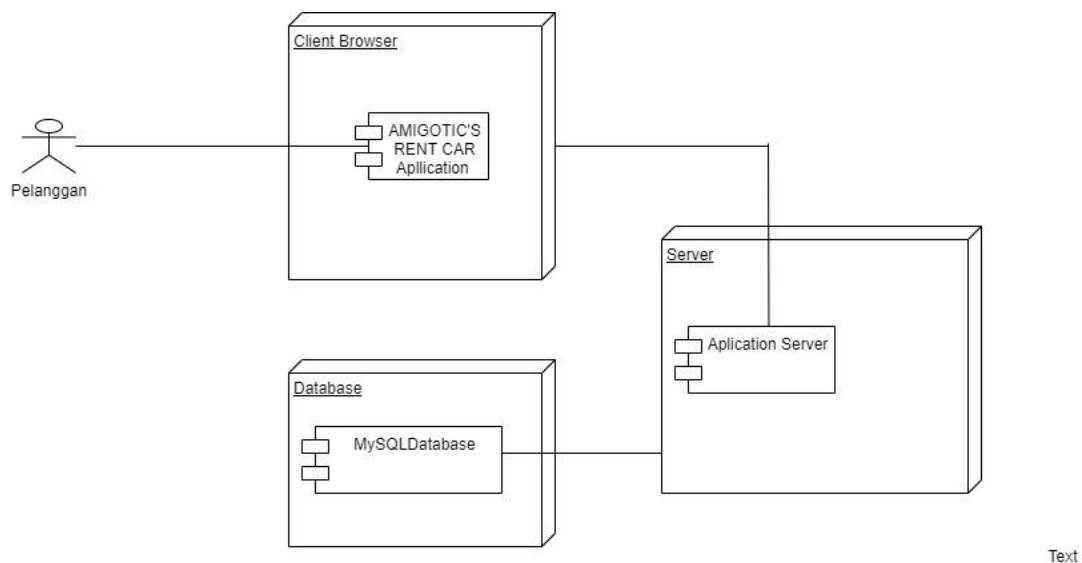 Client Browser
AMIGOTIC'S
RENT CAR
Apllication
Pelanggan
Server
Aplication Server
Database
MySQLDatabase
Text